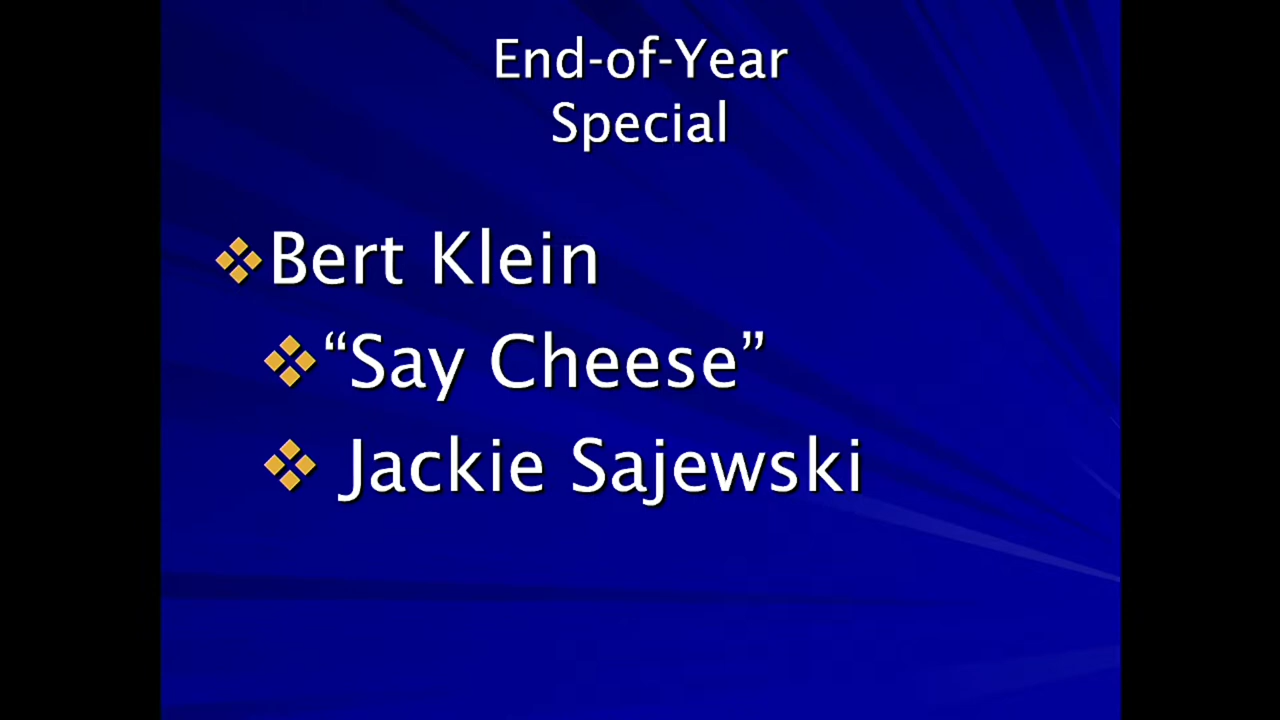 End-of-Year
Special
Bert Klein
“Say Cheese”
Jackie Sajewski